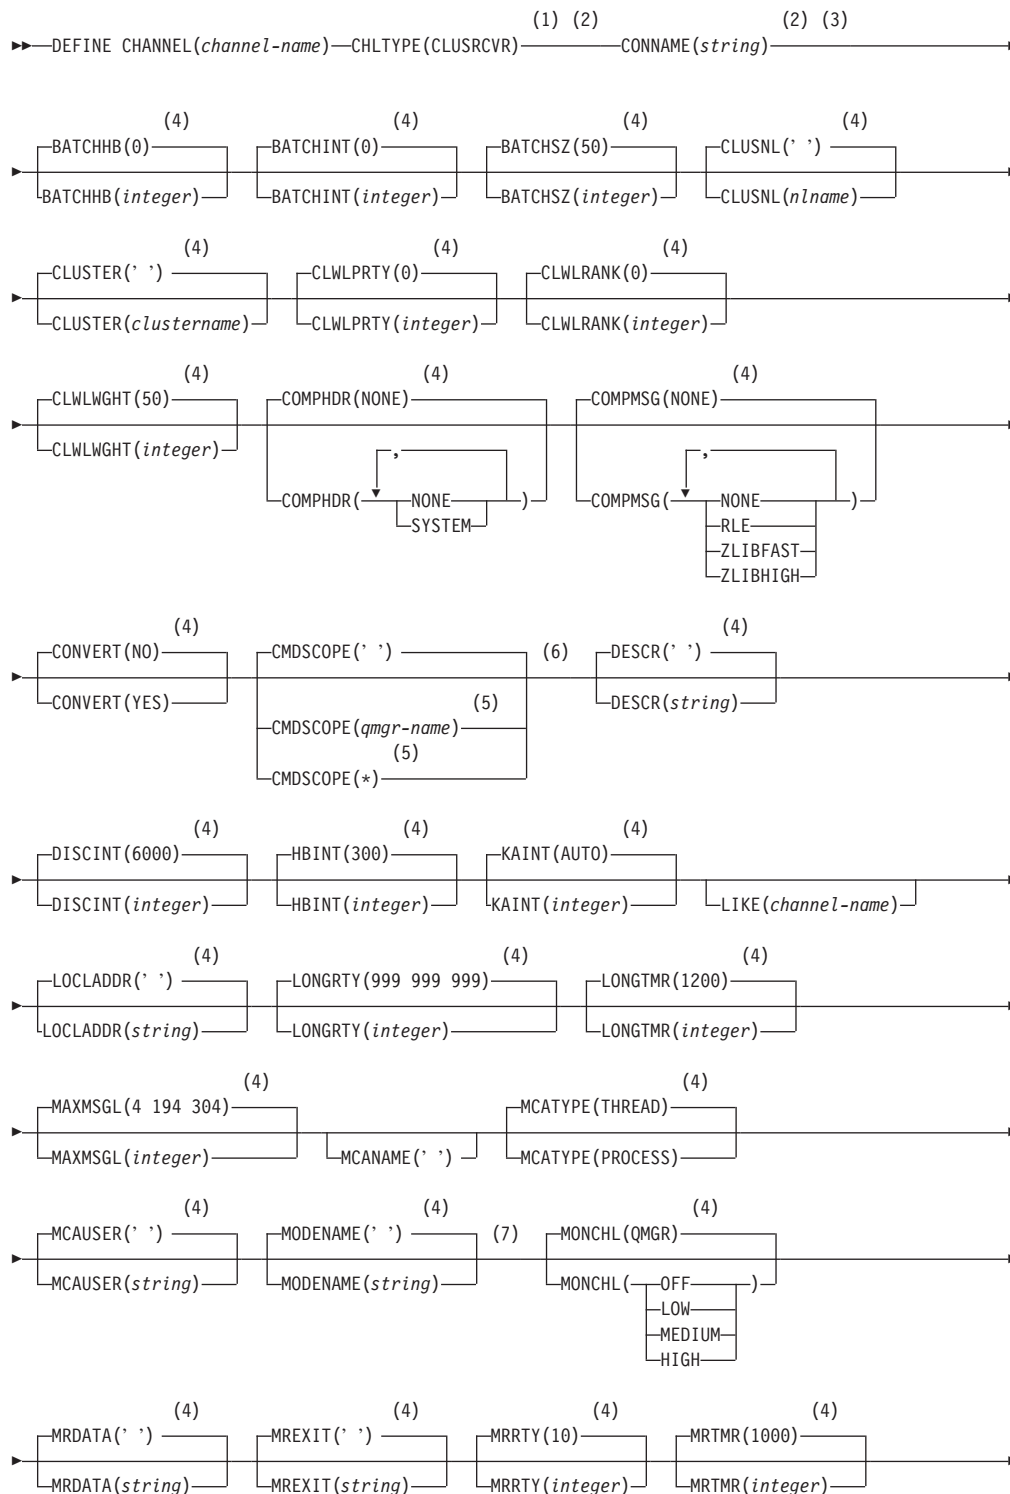 (1) (2) (2) (3)
DEFINE CHANNEL(channel-name) CHLTYPE(CLUSRCVR) CONNAME(string)
(4) (4) (4) (4)
BATCHHB(0) BATCHINT(0) BATCHSZ(50) CLUSNL(' ')
BATCHHB(integer) BATCHINT(integer) BATCHSZ(integer) CLUSNL(nlname)
(4) (4) (4)
CLUSTER(' ') CLWLPRTY(0) CLWLRANK(0)
CLUSTER(clustername) CLWLPRTY(integer) CLWLRANK(integer)
(4) (4) (4)
CLWLWGHT(50) COMPHDR(NONE) COMPMSG(NONE)
CLWLWGHT(integer) , ,
COMPHDR( NONE ) COMPMSG( NONE )
SYSTEM RLE
ZLIBFAST
ZLIBHIGH
(4) (4)
CONVERT(NO) CMDSCOPE(' ') (6) DESCR(' ')
CONVERT(YES) (5) DESCR(string)
CMDSCOPE(qmgr-name)
(5)
CMDSCOPE(*)
(4) (4) (4)
DISCINT(6000) HBINT(300) KAINT(AUTO)
DISCINT(integer) HBINT(integer) KAINT(integer) LIKE(channel-name)
(4) (4) (4)
LOCLADDR(' ') LONGRTY(999 999 999) LONGTMR(1200)
LOCLADDR(string) LONGRTY(integer) LONGTMR(integer)
(4) (4)
MAXMSGL(4 194 304) MCATYPE(THREAD)
MAXMSGL(integer) MCANAME(' ') MCATYPE(PROCESS)
(4) (4) (4)
MCAUSER(' ') MODENAME(' ') (7) MONCHL(QMGR)
MCAUSER(string) MODENAME(string) MONCHL( OFF )
LOW
MEDIUM
HIGH
(4) (4) (4) (4)
MRDATA(' ') MREXIT(' ') MRRTY(10) MRTMR(1000)
MRDATA(string) MREXIT(string) MRRTY(integer) MRTMR(integer)